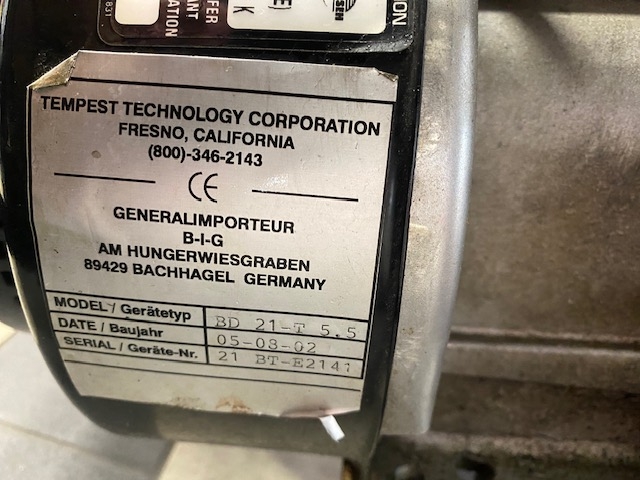 TEMPEST TECHNOLOGY CORPORATION
FRESNO, CALIFORNIA
(800)-346-2143
CE
GENERALIMPORTEUR
B-I-G
AM HUNGERWIESGRABEN
89429 BACHHAGEL GERMANY
MODEL / Gerätetyp BD 21-T 5.5
DATE / Baujahr 05-08-02
SERIAL / Geräte-Nr. 21 BT-E2141